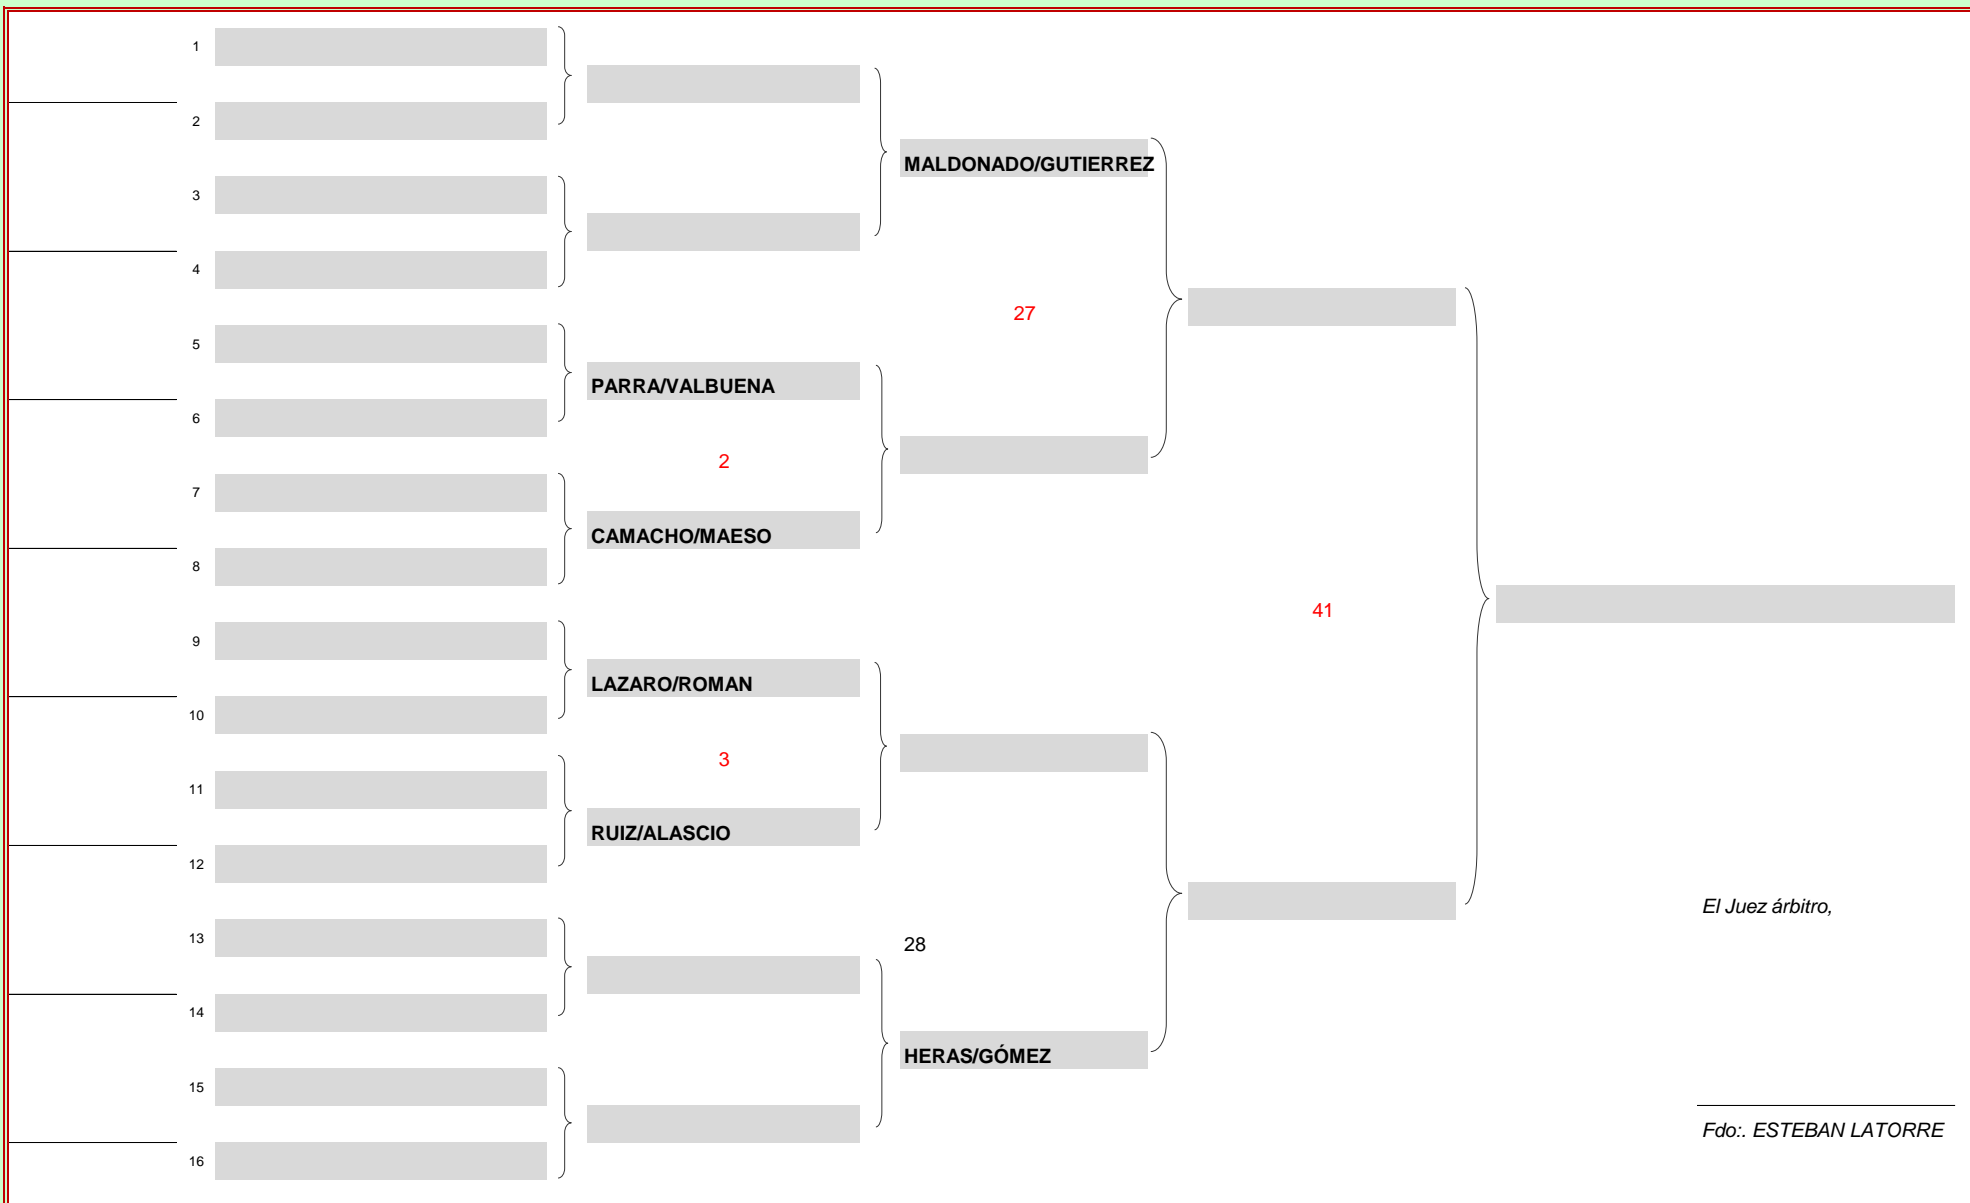 1
2
MALDONADO/GUTIERREZ
3
4
27
5
PARRA/VALBUENA
6
2
7
CAMACHO/MAESO
8
41
9
LAZARO/ROMAN
10
3
11
RUIZ/ALASCIO
12
El Juez árbitro,
13
28
14
HERAS/GÓMEZ
15
Fdo:. ESTEBAN LATORRE
16